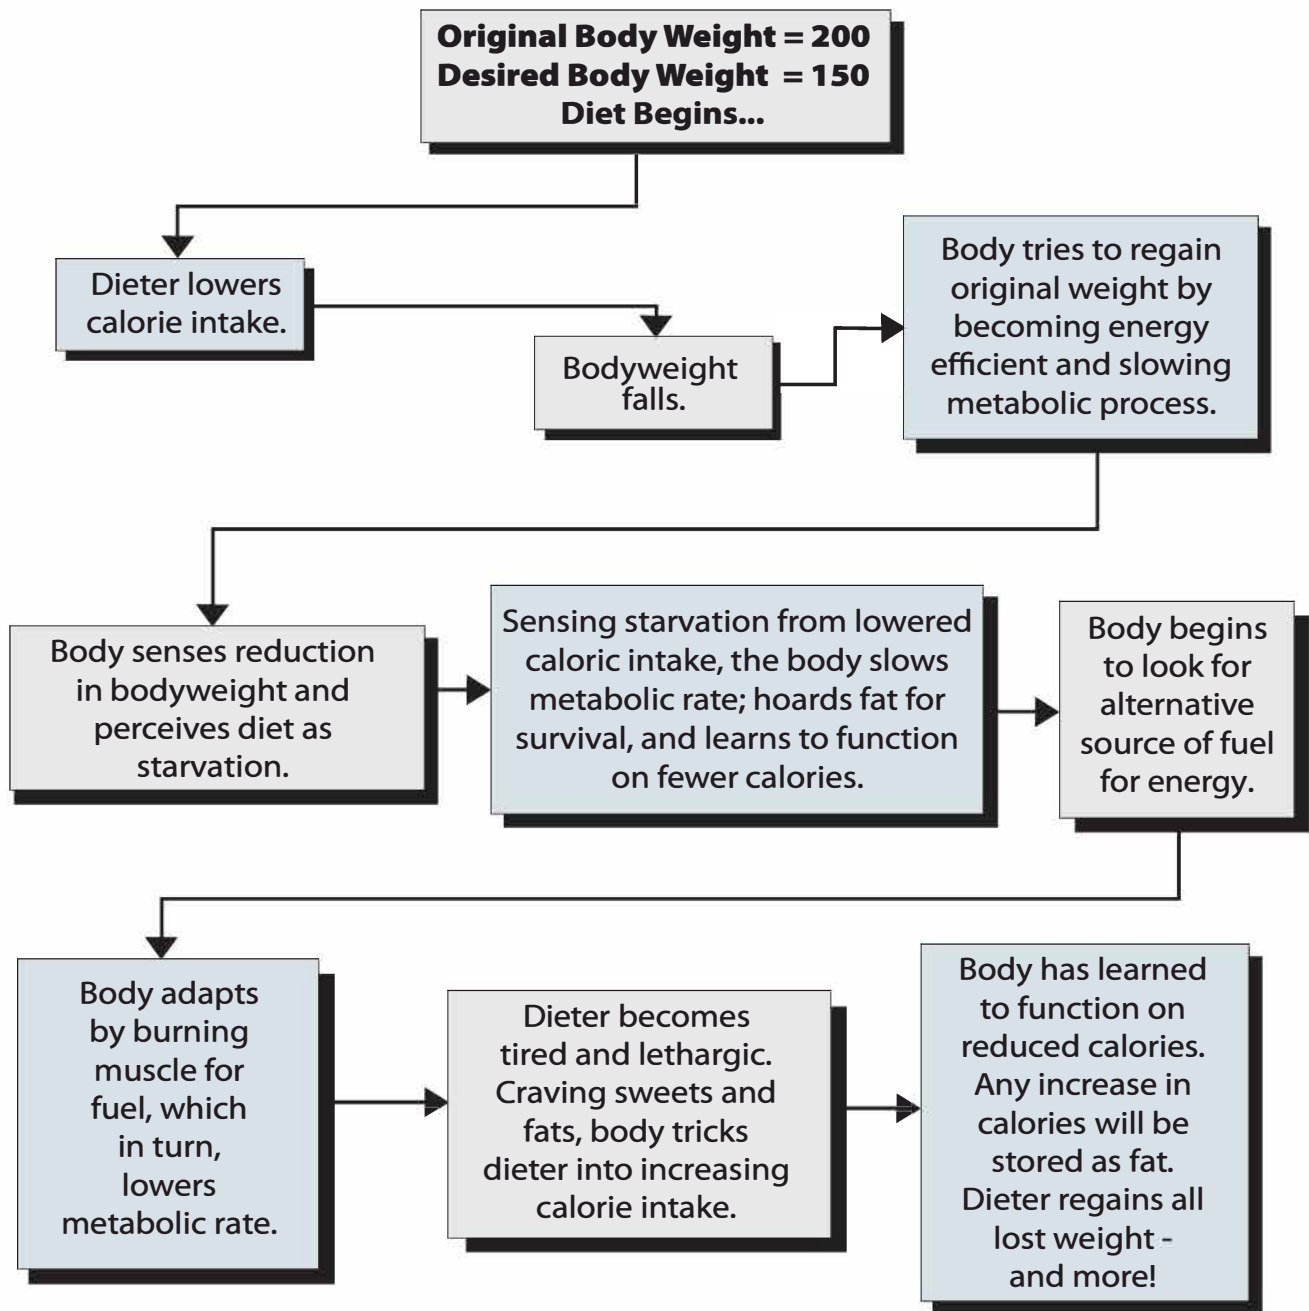 Original Body Weight = 200
Desired Body Weight = 150
Diet Begins...
Dieter lowers
calorie intake.
Bodyweight
falls.
Body tries to regain
original weight by
becoming energy
efficient and slowing
metabolic process.
Body senses reduction
in bodyweight and
perceives diet as
starvation.
Sensing starvation from lowered
caloric intake, the body slows
metabolic rate; hoards fat for
survival, and learns to function
on fewer calories.
Body begins
to look for
alternative
source of fuel
for energy.
Body adapts
by burning
muscle for
fuel, which
in turn,
lowers
metabolic rate.
Dieter becomes
tired and lethargic.
Craving sweets and
fats, body tricks
dieter into increasing
calorie intake.
Body has learned
to function on
reduced calories.
Any increase in
calories will be
stored as fat.
Dieter regains all
lost weight -
and more!